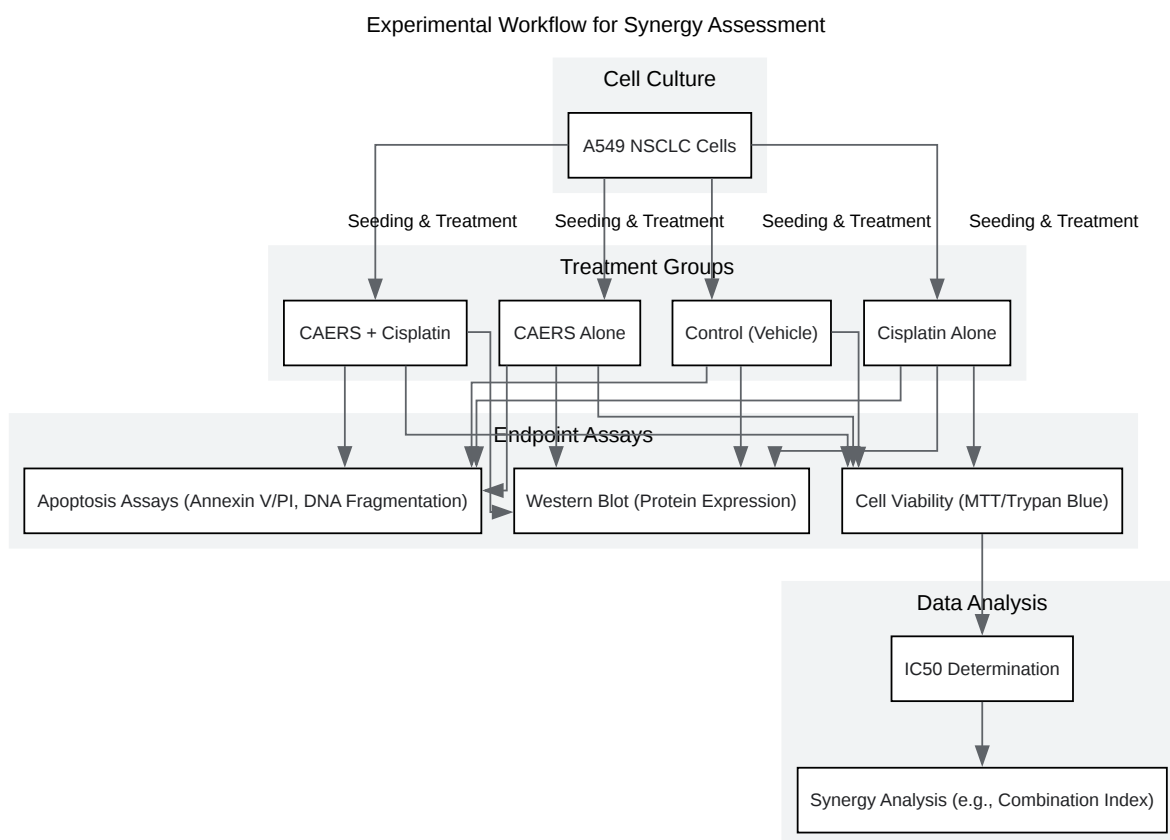 Experimental Workflow for Synergy Assessment
Cell Culture
A549 NSCLC Cells
Seeding & Treatment
Seeding & Treatment
Seeding & Treatment
Seeding & Treatment
Treatment Groups
CAERS + Cisplatin
CAERS Alone
Control (Vehicle)
Cisplatin Alone
Endpoint Assays
Apoptosis Assays (Annexin V/PI, DNA Fragmentation)
Western Blot (Protein Expression)
Cell Viability (MTT/Trypan Blue)
Data Analysis
IC50 Determination
Synergy Analysis (e.g., Combination Index)